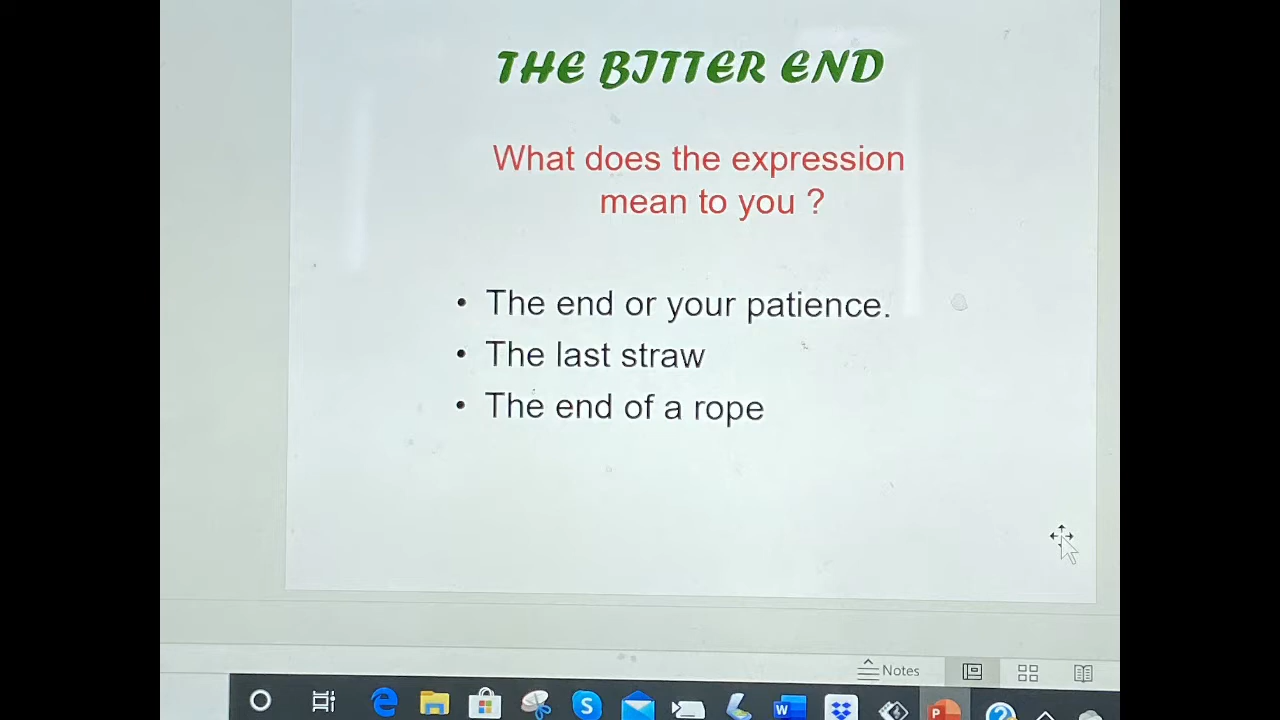 THE BITTER END
What does the expression
mean to you ?
• The end or your patience.
• The last straw
• The end of a rope
Notes